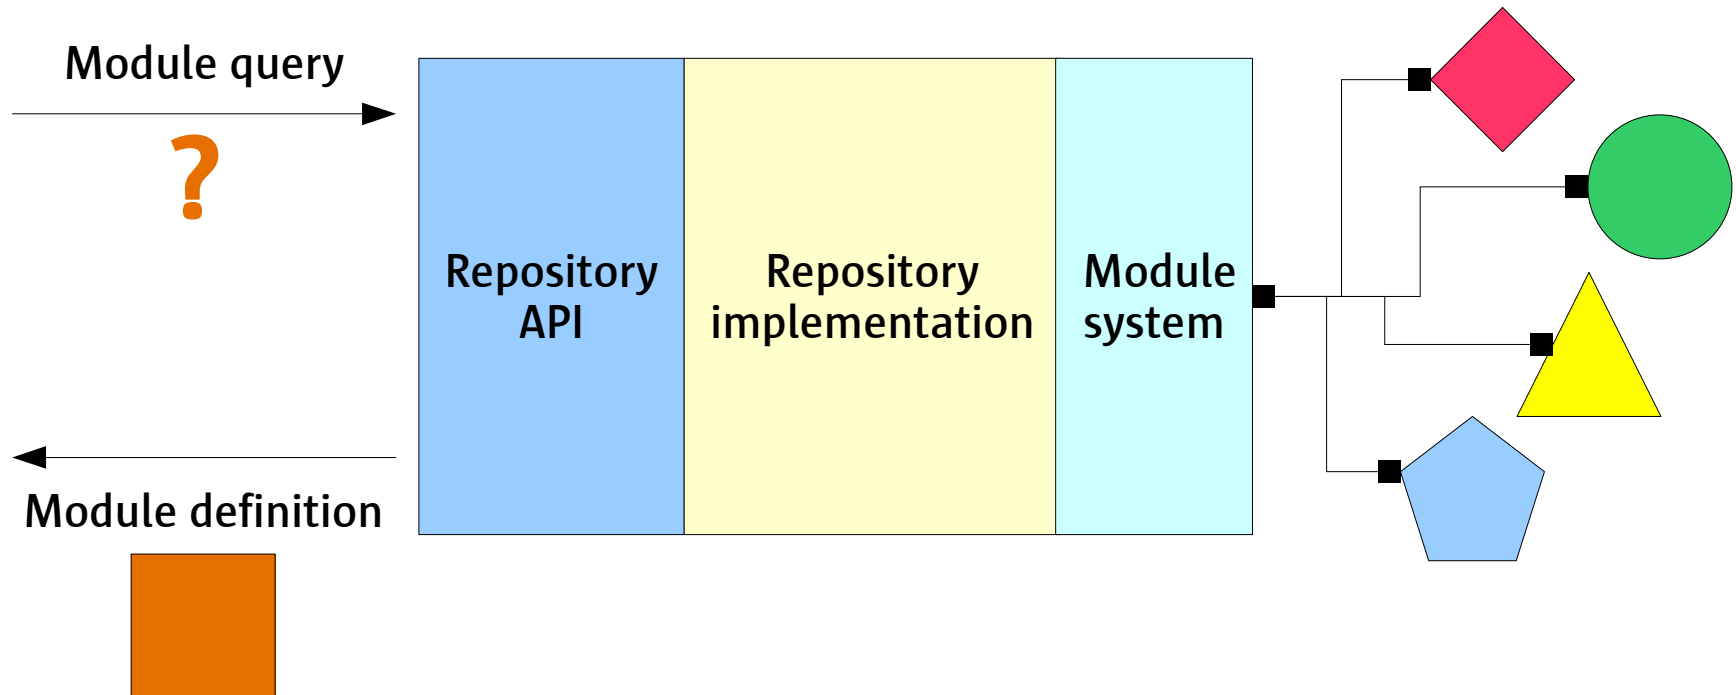 Module query
?
Repository
API
Repository
implementation
Module
system
Module definition